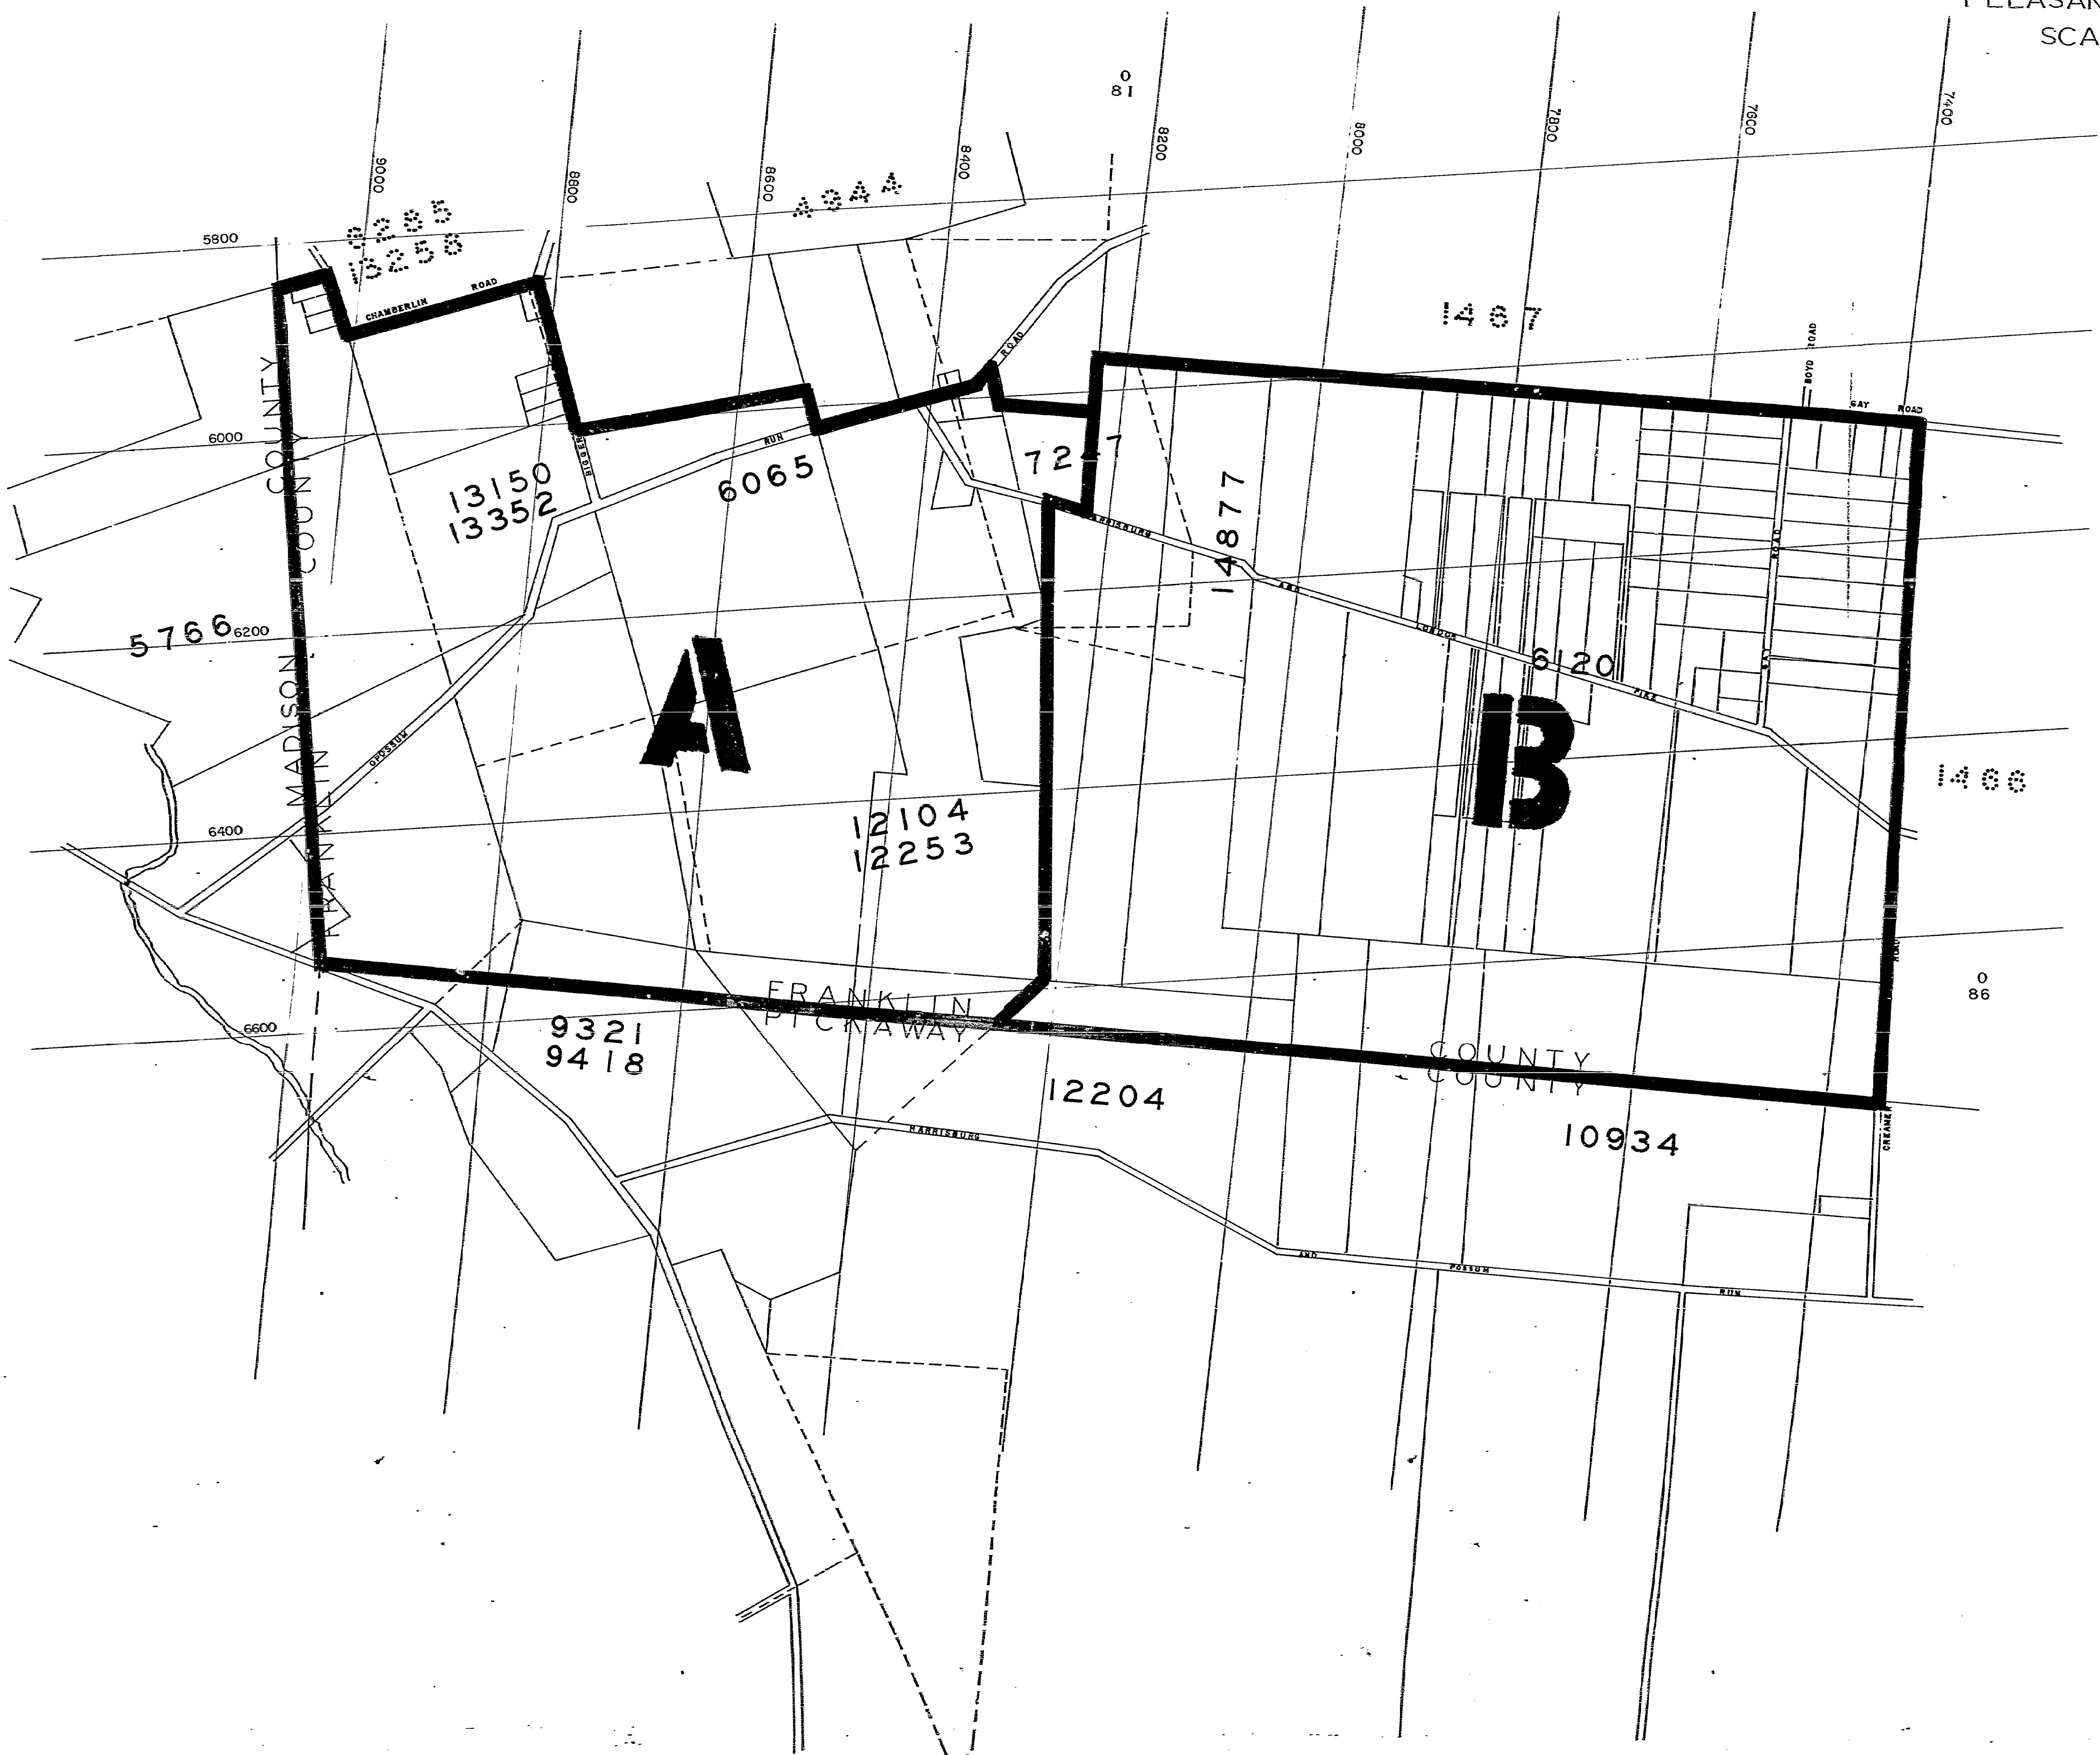 SCA
0
81
7400
7600
7800
8000
8200
8400
8600
8800
9000
5800
CHAMBERLIN ROAD
ROAD
1467
BOYD ROAD
GAY ROAD
6000
COUNTY
COUNTY
RUN
13150
13352
6065
14877
HARRISBURG
AND
LONDON
PIKE
ROAD
5766
6200
6120
A
B
MADISON
FRANKLIN
OPOSSUM
1466
12104
12253
6400
ROAD
0
86
FRANKLIN
PICKAWAY
COUNTY
COUNTY
6600
9321
9418
12204
10934
CREAMER
HARRISBURG
AND
POSSUM
RUN